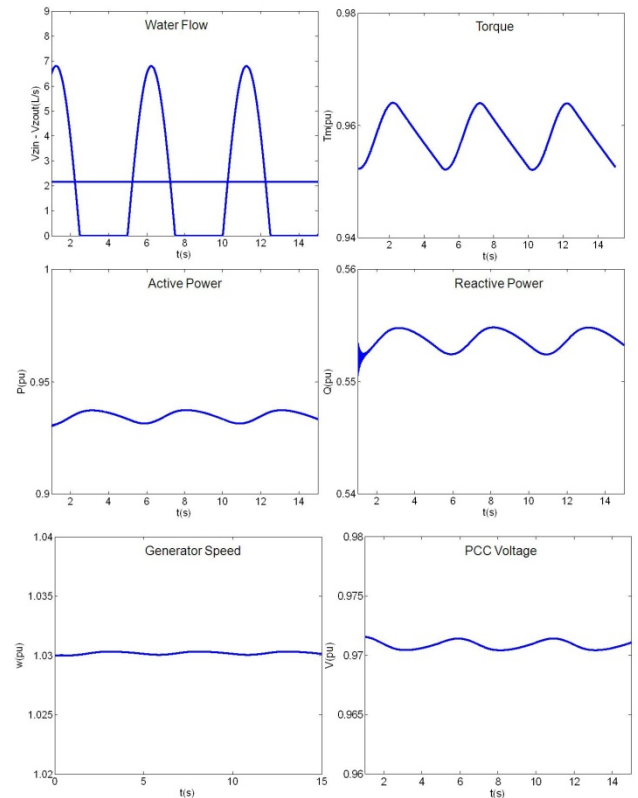 Water Flow
Vzin - Vzout(L/s)
9
8
7
6
5
4
3
2
1
0
2 4 6 8 10 12 14
t(s)
Torque
Tm(pu)
0.98
0.96
0.94
2 4 6 8 10 12 14
t(s)
Active Power
P(pu)
1
0.95
0.9
2 4 6 8 10 12 14
t(s)
Reactive Power
Q(pu)
0.56
0.55
0.54
2 4 6 8 10 12 14
t(s)
Generator Speed
w(pu)
1.04
1.035
1.03
1.025
1.02
0 5 10 15
t(s)
PCC Voltage
V(pu)
0.98
0.975
0.97
0.965
0.96
2 4 6 8 10 12 14
t(s)